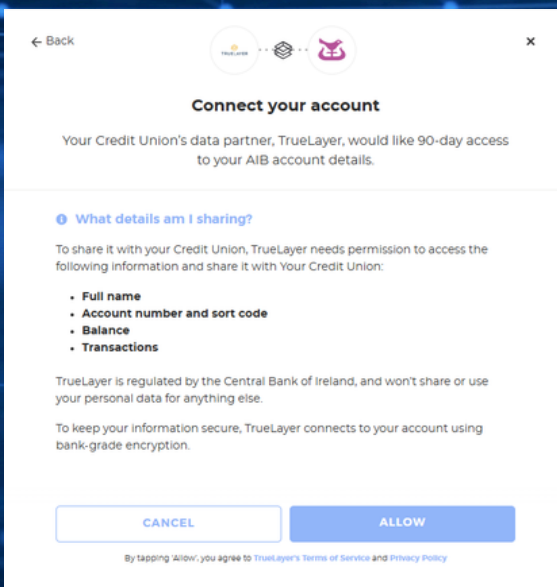 ← Back
TRUELAYER
×
Connect your account
Your Credit Union's data partner, TrueLayer, would like 90-day access
to your AIB account details.
What details am I sharing?
To share it with your Credit Union, TrueLayer needs permission to access the
following information and share it with Your Credit Union:
• Full name
• Account number and sort code
• Balance
• Transactions
TrueLayer is regulated by the Central Bank of Ireland, and won't share or use
your personal data for anything else.
To keep your information secure, TrueLayer connects to your account using
bank-grade encryption.
CANCEL
ALLOW
By tapping 'Allow', you agree to TrueLayer's Terms of Service and Privacy Policy